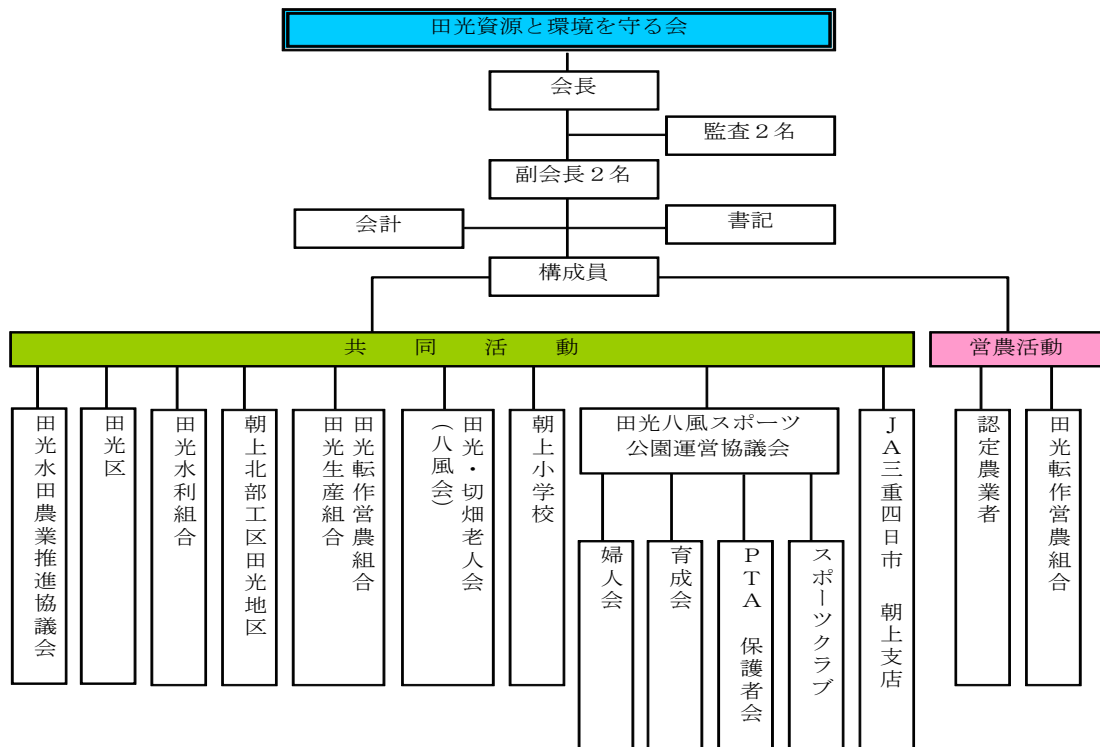 田光資源と環境を守る会
会長
監査２名
副会長２名
会計
書記
構成員
共同活動
営農活動
田光水田農業推進協議会
田光区
田光水利組合
朝上北部工区田光地区
田光転作営農組合
田光生産組合
田光・切畑老人会
（八風会）
朝上小学校
田光八風スポーツ
公園運営協議会
婦人会
育成会
ＰＴＡ　保護者会
スポーツクラブ
ＪＡ三重四日市　朝上支店
認定農業者
田光転作営農組合